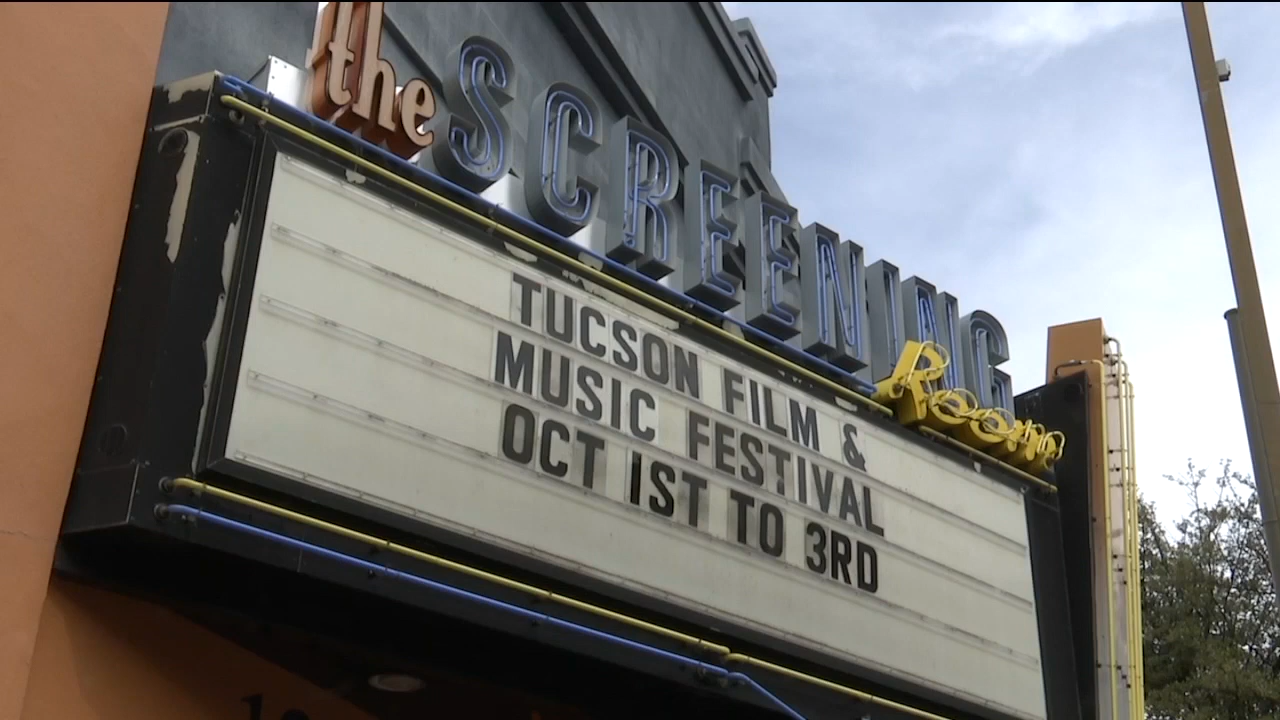 the SCREENING
Room
TUCSON FILM &
MUSIC FESTIVAL
OCT 1ST TO 3RD